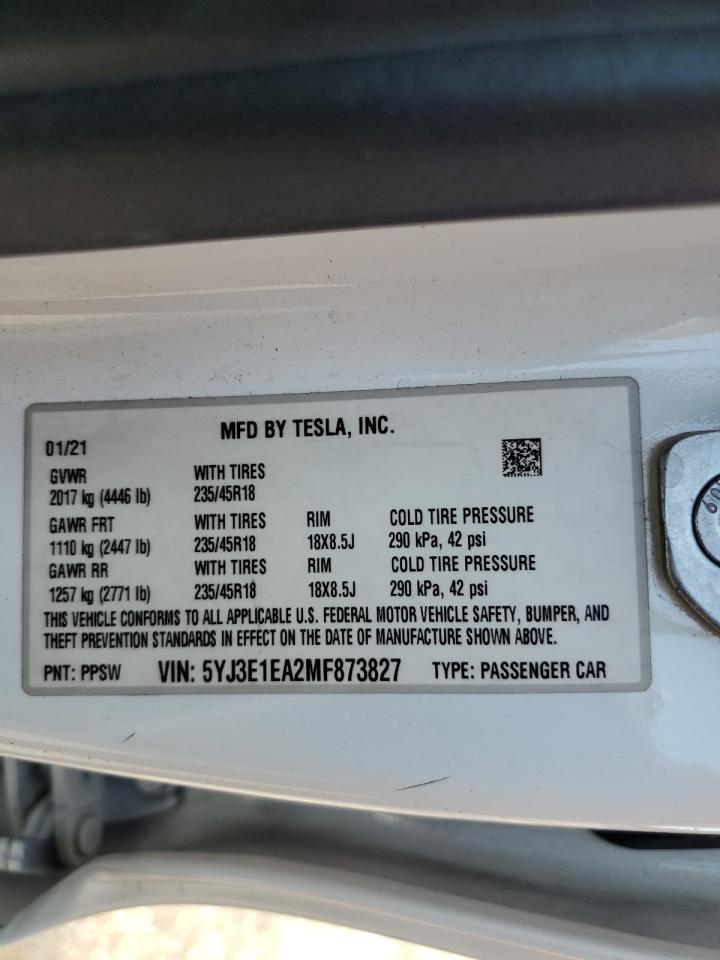 MFD BY TESLA, INC.
01/21
GVWR WITH TIRES
2017 kg (4446 lb) 235/45R18
GAWR FRT WITH TIRES RIM COLD TIRE PRESSURE
1110 kg (2447 lb) 235/45R18 18X8.5J 290 kPa, 42 psi
GAWR RR WITH TIRES RIM COLD TIRE PRESSURE
1257 kg (2771 lb) 235/45R18 18X8.5J 290 kPa, 42 psi
THIS VEHICLE CONFORMS TO ALL APPLICABLE U.S. FEDERAL MOTOR VEHICLE SAFETY, BUMPER, AND
THEFT PREVENTION STANDARDS IN EFFECT ON THE DATE OF MANUFACTURE SHOWN ABOVE.
PNT: PPSW VIN: 5YJ3E1EA2MF873827 TYPE: PASSENGER CAR